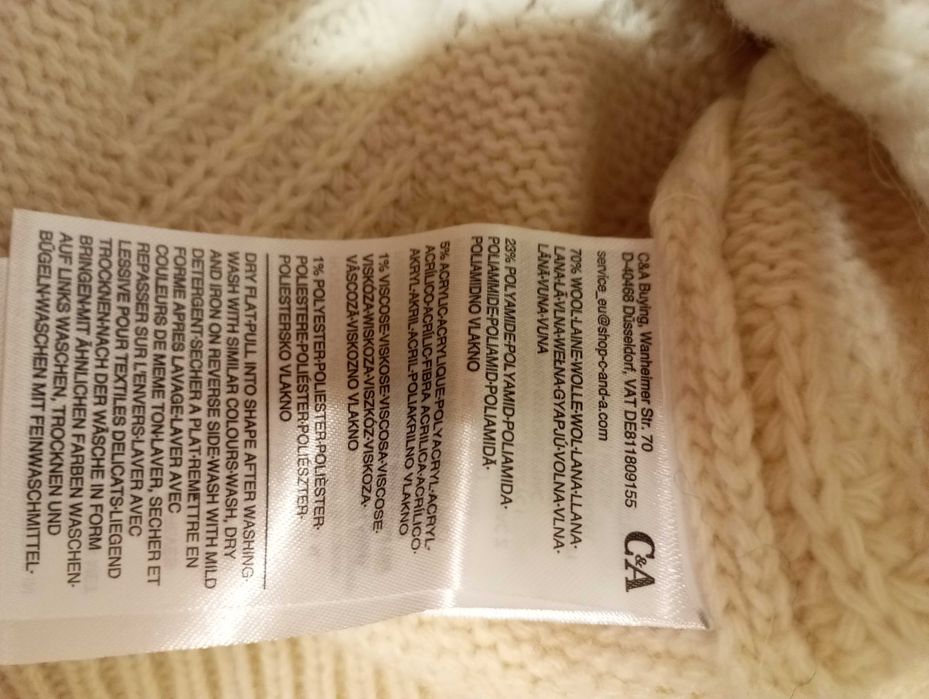 C&A Buying, Wanheimer Str. 70
D-40468 Düsseldorf, VAT DE811809155
service_eu@shop-c-and-a.com
C&A
70% WOOL·LAINE·WOLLE·WOL·LANA·LLANA·
LANA·LÃ·VLNA·WEŁNA·GYAPJÚ·VOLNA·VLNA·
LÂNĂ·VUNA·VUNA
23% POLYAMIDE·POLYAMID·POLIAMIDA·
POLIAMMIDE·POLIAMID·POLIAMIDĂ·
POLIAMIDNO VLAKNO
5% ACRYLIC·ACRYLIQUE·POLYACRYL·ACRYL·
ACRÍLICO·ACRÍLIC·FIBRA ACRILICA·ACRÍLICO·
AKRYL·AKRIL·ACRIL·POLIAKRILNO VLAKNO
1% VISCOSE·VISKOSE·VISCOSA·VISCOSE·
VISKÓZA·WISKOZA·VISZKÓZ·VISKOZA·
VÂSCOZĂ·VISKOZNO VLAKNO
1% POLYESTER·POLIESTER·POLIÈSTER·
POLIESTERE·POLIÉSTER·POLIÉSZTER·
POLIESTERSKO VLAKNO
DRY FLAT·PULL INTO SHAPE AFTER WASHING·
WASH WITH SIMILAR COLOURS·WASH, DRY
AND IRON ON REVERSE SIDE·WASH WITH MILD
DETERGENT·SECHER A PLAT·REMETTRE EN
FORME APRES LAVAGE·LAVER AVEC
COULEURS DE MEME TON·LAVER, SECHER ET
REPASSER SUR L'ENVERS·LAVER AVEC
LESSIVE POUR TEXTILES DELICATS·LIEGEND
TROCKNEN·NACH DER WÄSCHE IN FORM
BRINGEN·MIT ÄHNLICHEN FARBEN WASCHEN·
AUF LINKS WASCHEN, TROCKNEN UND
BÜGELN·WASCHEN MIT FEINWASCHMITTEL·